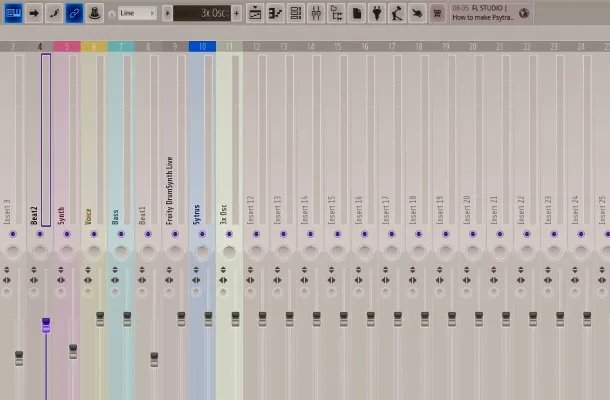 Line
3x Osc
08-05 FL STUDIO |
How to make Psytra..
3 4 5 6 7 8 9 10 11 12 13 14 15 16 17 18 19 20 21 22 23 24 25
Insert 3
Beat2
Synth
Voice
Bass
Beat1
Fruity DrumSynth Live
Sytrus
3x Osc
Insert 12
Insert 13
Insert 14
Insert 15
Insert 16
Insert 17
Insert 18
Insert 19
Insert 20
Insert 21
Insert 22
Insert 23
Insert 24
Insert 25